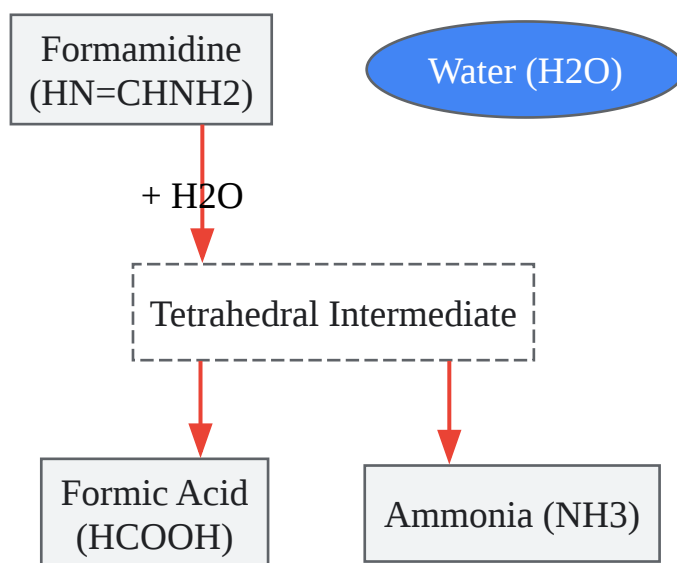 Formamidine
(HN=CHNH2)
Water (H2O)
+ H2O
Tetrahedral Intermediate
Formic Acid
(HCOOH)
Ammonia (NH3)